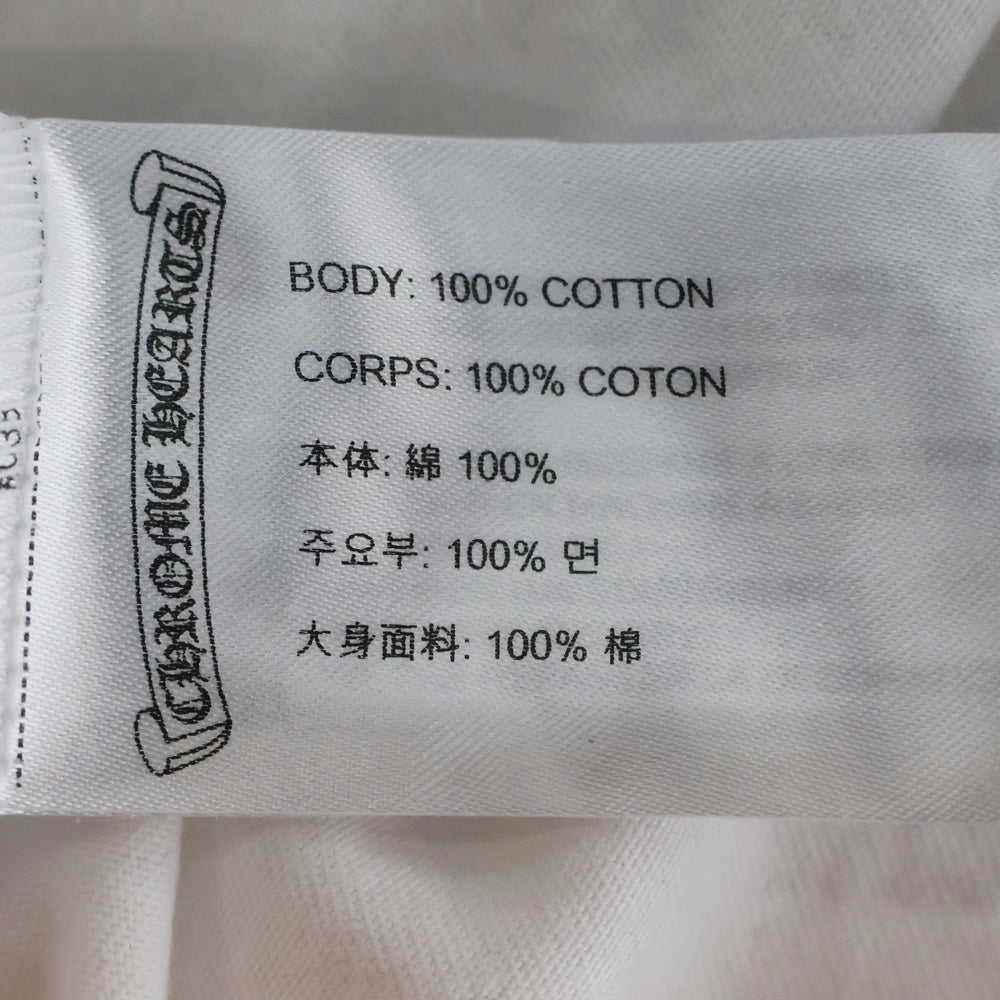 CHROME HEARTS
BODY: 100% COTTON
CORPS: 100% COTON
本体: 綿 100%
주요부: 100% 면
大身面料: 100% 棉